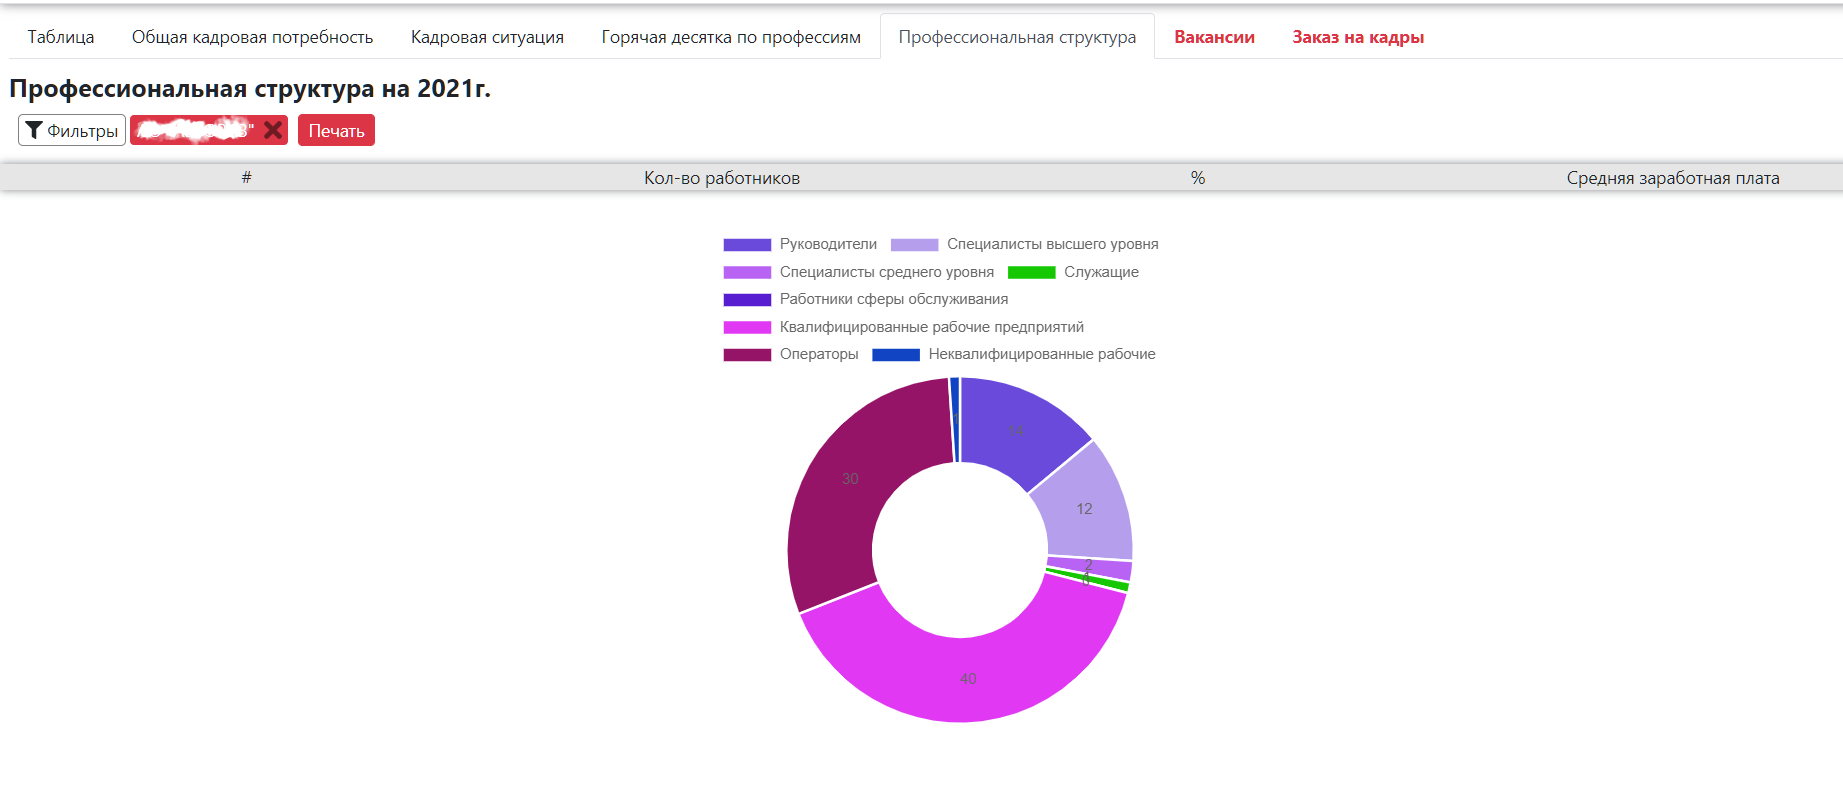 Таблица Общая кадровая потребность Кадровая ситуация Горячая десятка по профессиям Профессиональная структура Вакансии Заказ на кадры
Профессиональная структура на 2021г.
Фильтры Печать
# Кол-во работников % Средняя заработная плата
Руководители Специалисты высшего уровня
Специалисты среднего уровня Служащие
Работники сферы обслуживания
Квалифицированные рабочие предприятий
Операторы Неквалифицированные рабочие
1
14
30
12
2
40